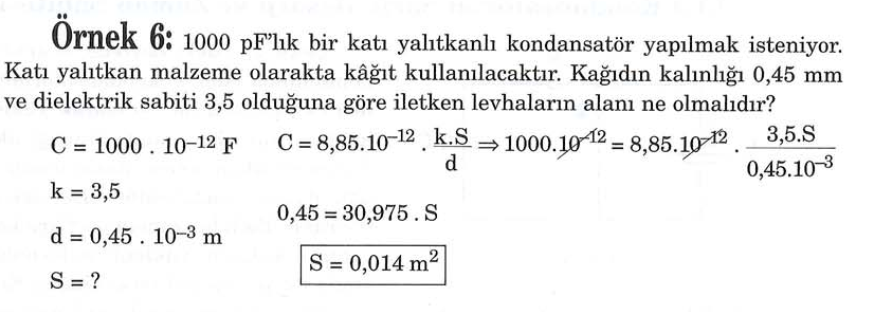 Örnek 6: 1000 pF'lık bir katı yalıtkanlı kondansatör yapılmak isteniyor.
Katı yalıtkan malzeme olarakta kâğıt kullanılacaktır. Kağıdın kalınlığı 0,45 mm
ve dielektrik sabiti 3,5 olduğuna göre iletken levhaların alanı ne olmalıdır?
C = 1000 . 10⁻¹² F    C = 8,85.10⁻¹² . k.S/d ⇒ 1000.10⁻¹² = 8,85.10⁻¹² . 3,5.S/0,45.10⁻³
k = 3,5
0,45 = 30,975 . S
d = 0,45 . 10⁻³ m
S = 0,014 m²
S = ?